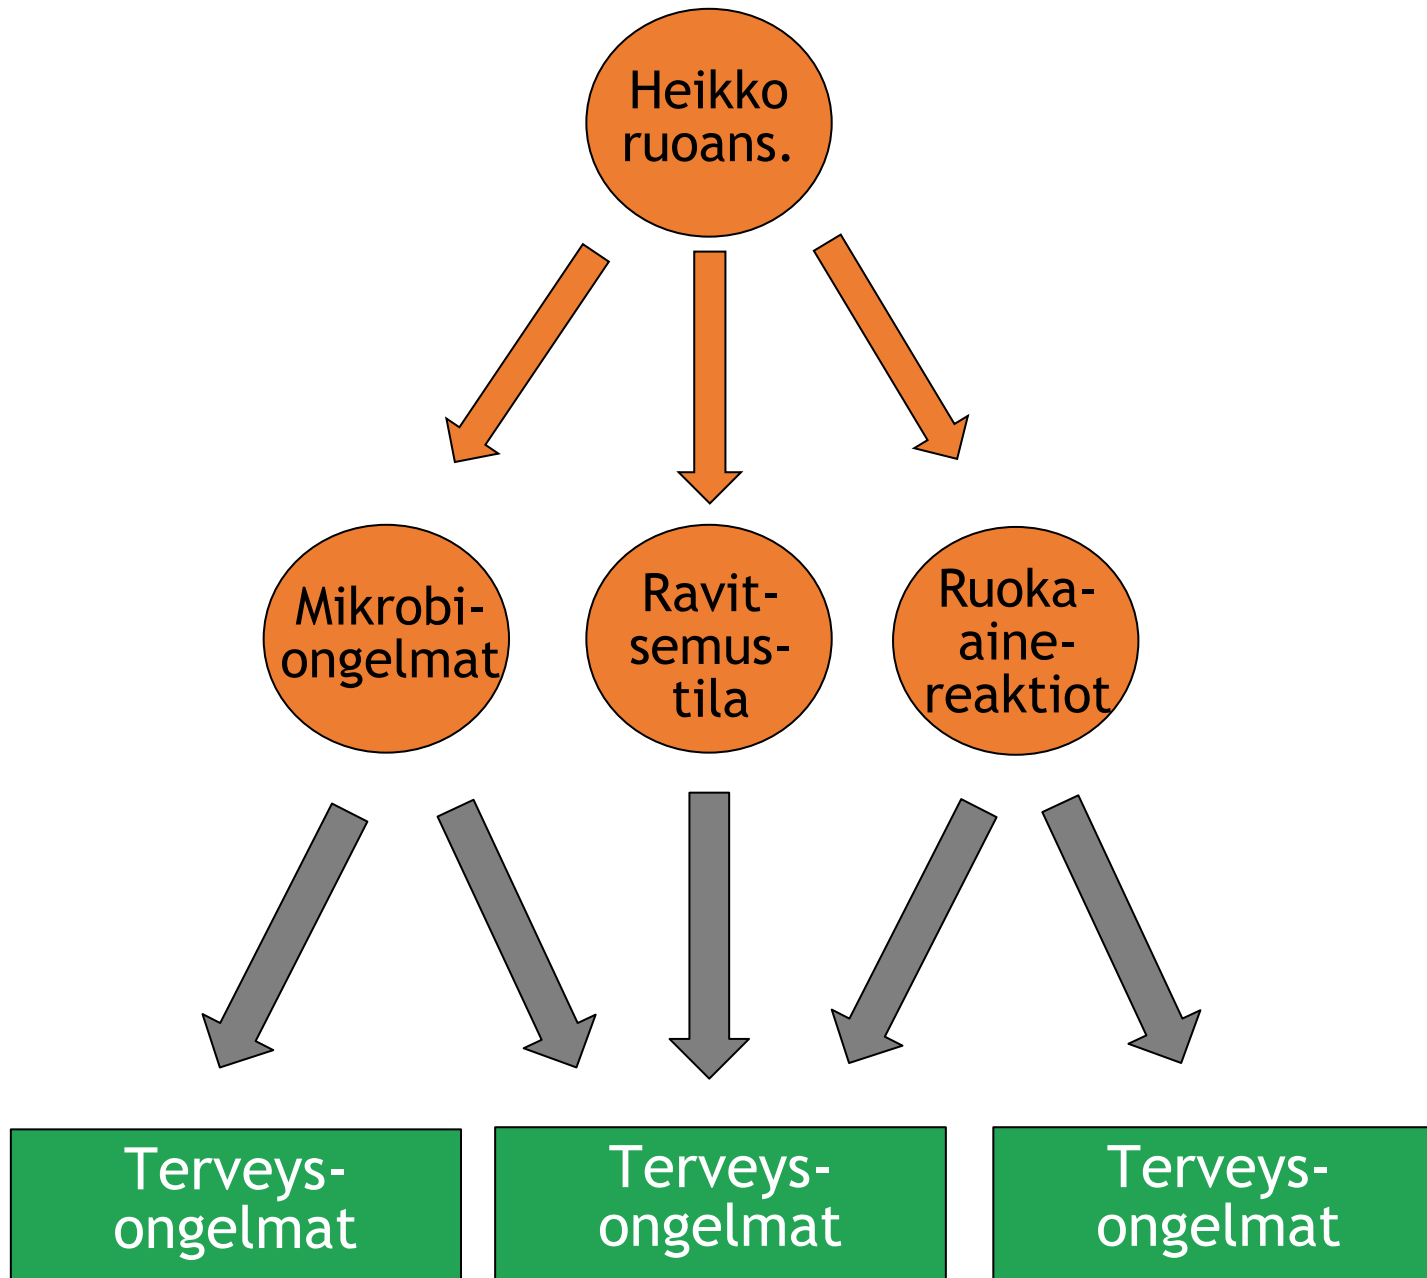 Heikko
ruoans.
Mikrobi-
ongelmat
Ravit-
semus-
tila
Ruoka-
aine-
reaktiot
Terveys-
ongelmat
Terveys-
ongelmat
Terveys-
ongelmat